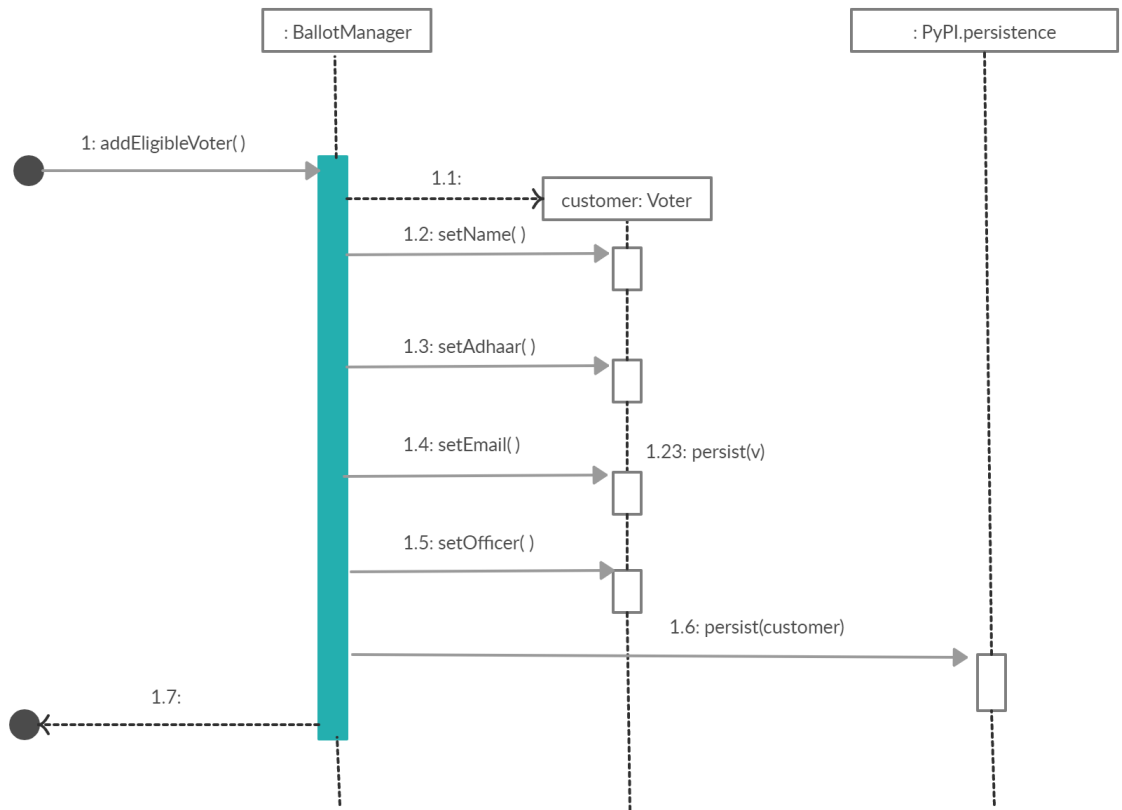 : BallotManager
: PyPI.persistence
1: addEligibleVoter( )
1.1:
customer: Voter
1.2: setName( )
1.3: setAdhaar( )
1.4: setEmail( )
1.23: persist(v)
1.5: setOfficer( )
1.6: persist(customer)
1.7: